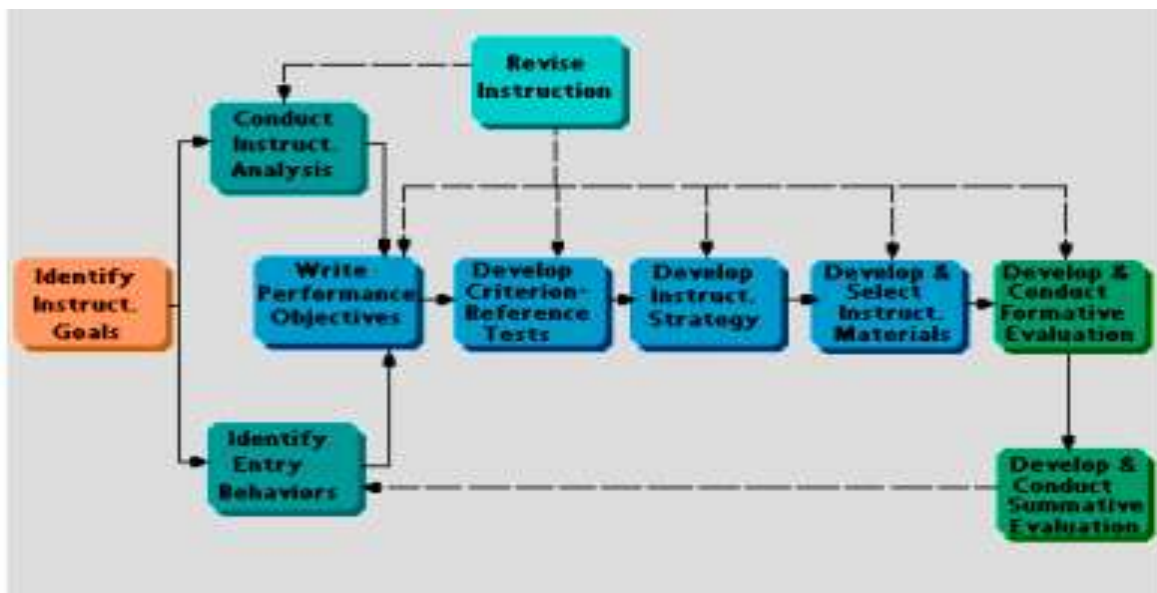 Revise
Instruction
Conduct
Instruct.
Analysis
Identify
Instruct.
Goals
Write
Performance
Objectives
Develop
Criterion-
Reference
Tests
Develop
Instruct.
Strategy
Develop &
Select
Instruct.
Materials
Develop &
Conduct
Formative
Evaluation
Identify
Entry
Behaviors
Develop &
Conduct
Summative
Evaluation